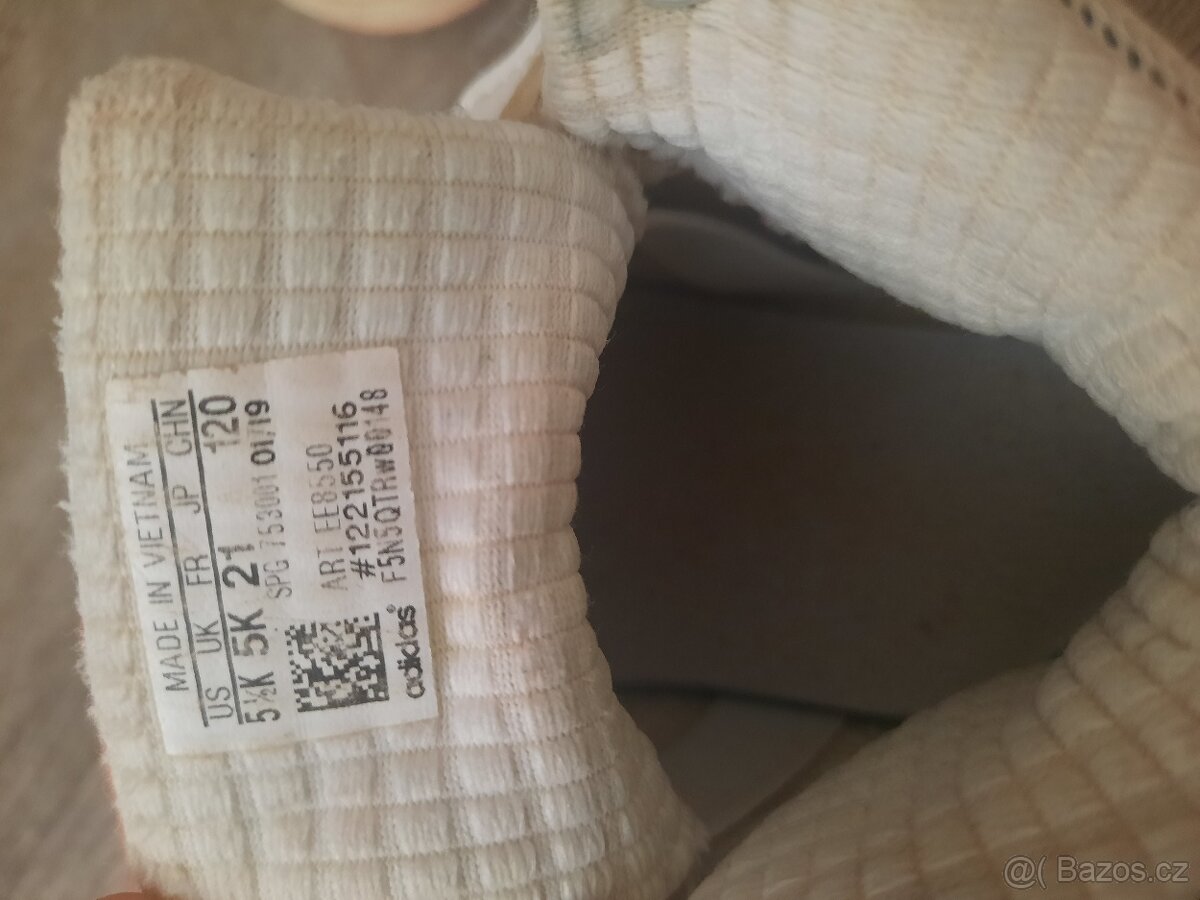 MADE IN VIETNAM
US UK FR JP CHN
5½K 5K 21 120
SPG 753001 01/19
ART EE8550
#122155116
F5N5QTRW00148
adidas
@( Bazos.cz